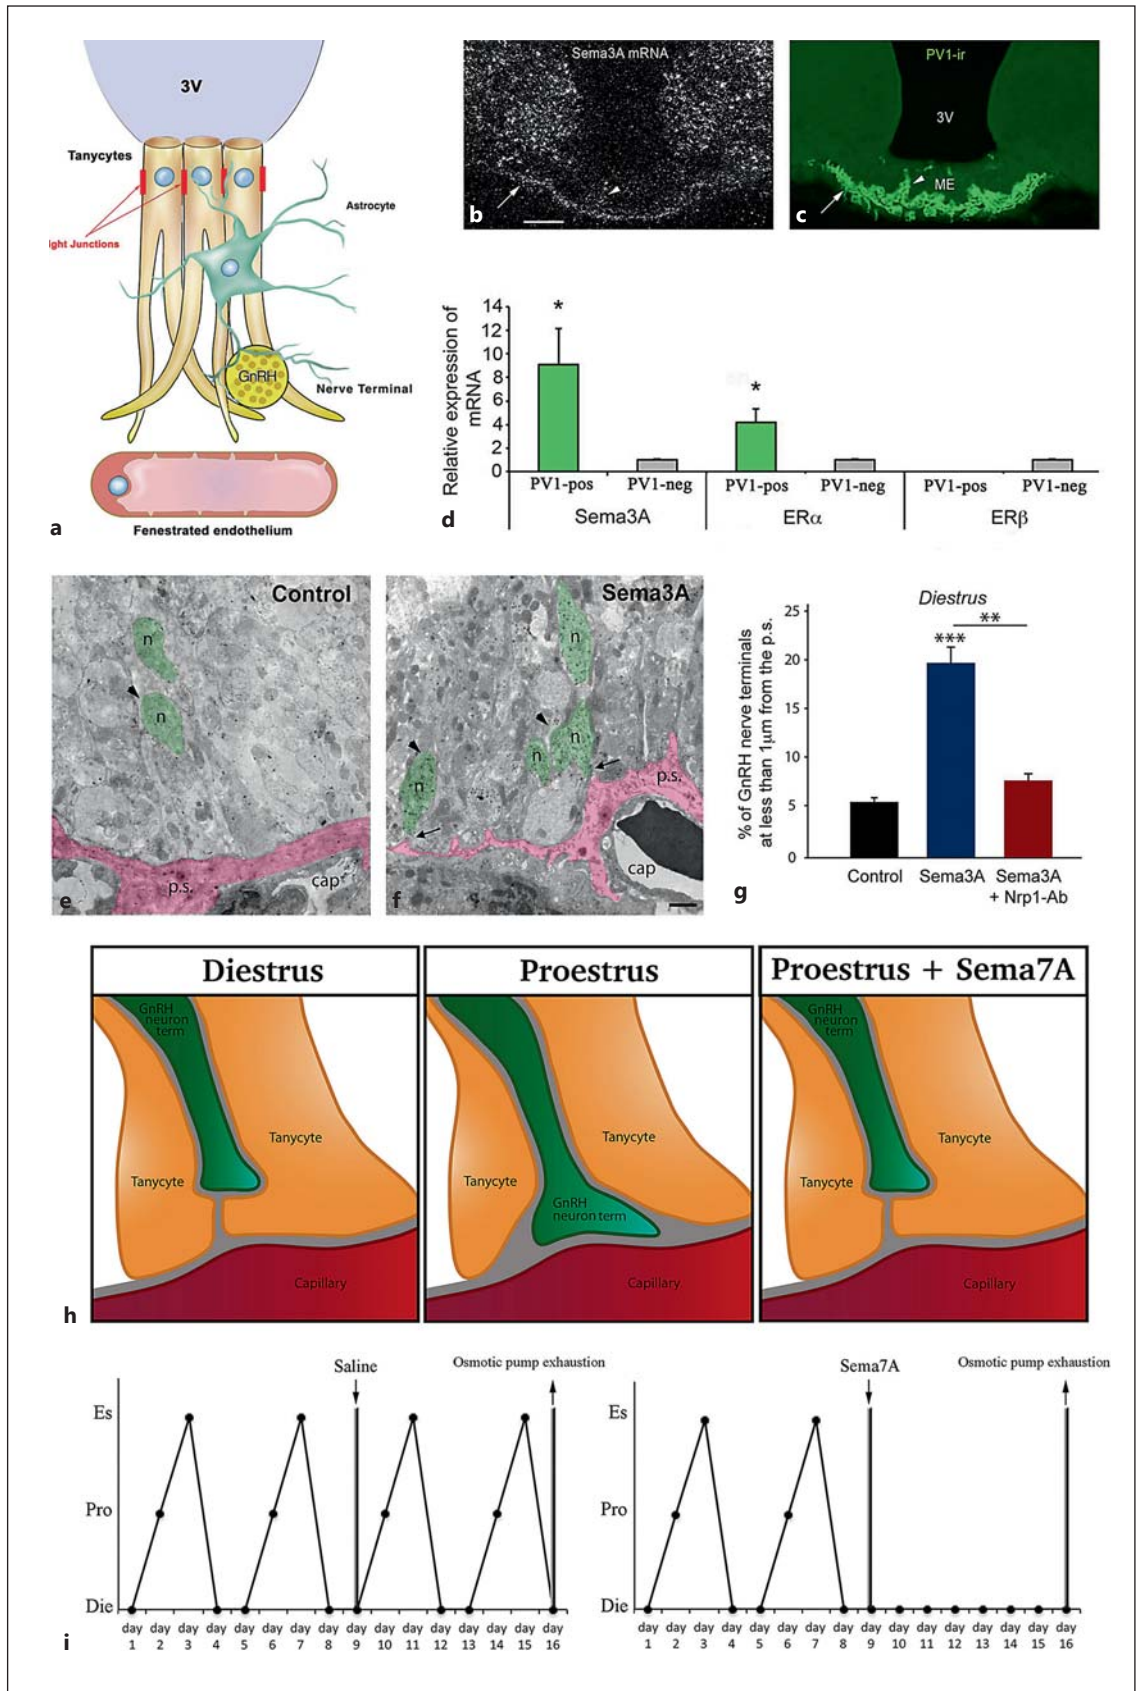 3V
Tanycytes
Astrocyte
ight Junctions
GnRH
Nerve Terminal
Fenestrated endothelium
a
Sema3A mRNA
b
PV1-ir
3V
ME
c
Relative expression of
mRNA
14
12
10
8
6
4
2
0
*
*
PV1-pos
PV1-neg
PV1-pos
PV1-neg
PV1-pos
PV1-neg
Sema3A
ERα
ERβ
d
Control
n
n
p.s.
cap
e
Sema3A
n
n
n
n
p.s.
cap
f
Diestrus
% of GnRH nerve terminals
at less than 1μm from the p.s.
25
20
15
10
5
0
***
**
Control
Sema3A
Sema3A
+ Nrp1-Ab
g
Diestrus
GnRH
neuron
term
Tanycyte
Tanycyte
Capillary
Proestrus
Tanycyte
Tanycyte
GnRH
neuron term
Capillary
Proestrus + Sema7A
GnRH
neuron
term
Tanycyte
Tanycyte
Capillary
h
Saline
Osmotic pump exhaustion
Es
Pro
Die
day day day day day day day day day day day day day day day day
1 2 3 4 5 6 7 8 9 10 11 12 13 14 15 16
Sema7A
Osmotic pump exhaustion
Es
Pro
Die
day day day day day day day day day day day day day day day day
1 2 3 4 5 6 7 8 9 10 11 12 13 14 15 16
i